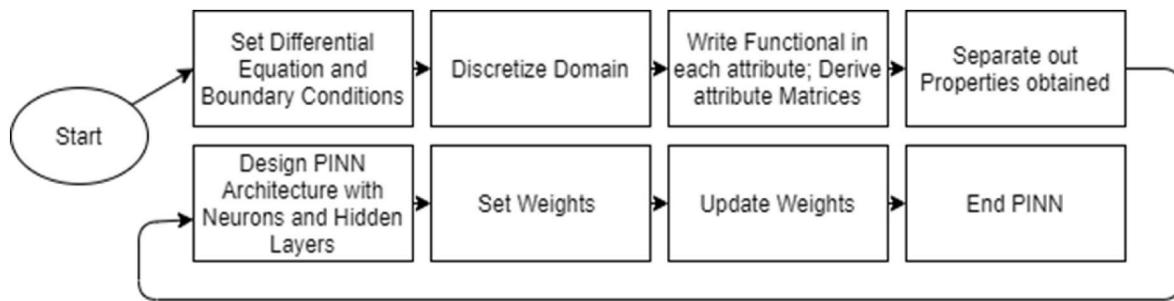 Start
Set Differential
Equation and
Boundary Conditions
Discretize Domain
Write Functional in
each attribute; Derive
attribute Matrices
Separate out
Properties obtained
Design PINN
Architecture with
Neurons and Hidden
Layers
Set Weights
Update Weights
End PINN